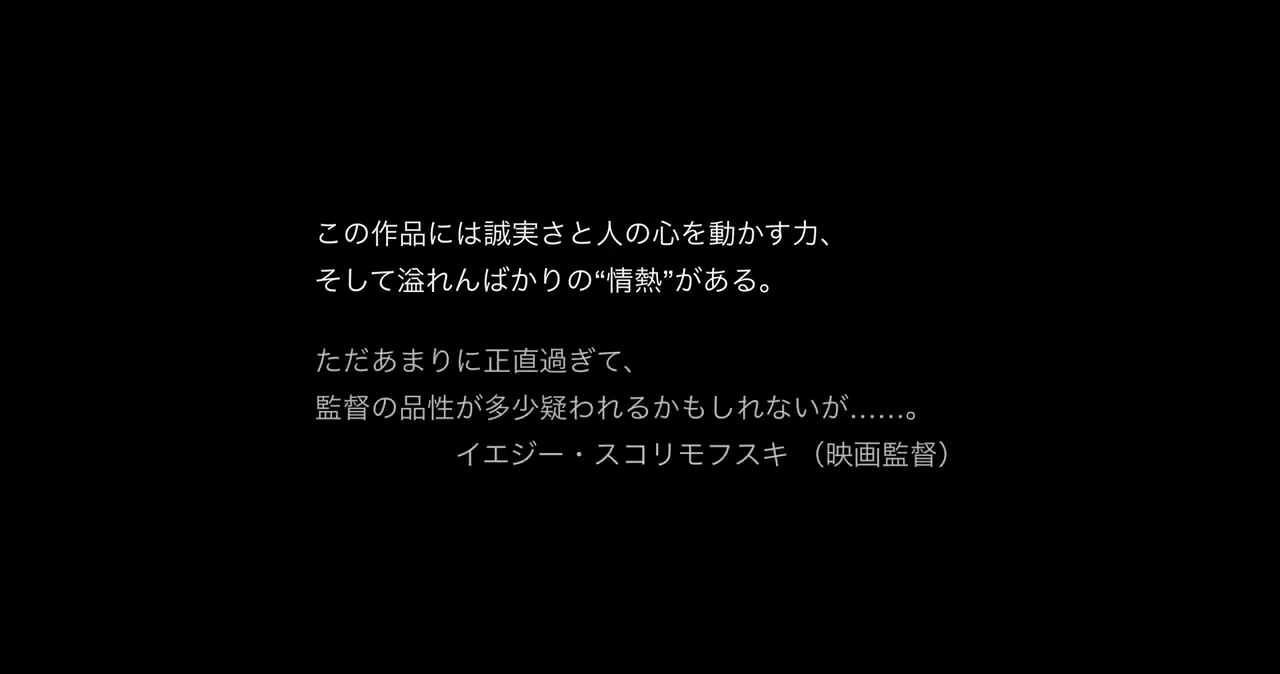 この作品には誠実さと人の心を動かす力、
そして溢れんばかりの“情熱”がある。
ただあまりに正直過ぎて、
監督の品性が多少疑われるかもしれないが……。
イエジー・スコリモフスキ （映画監督）